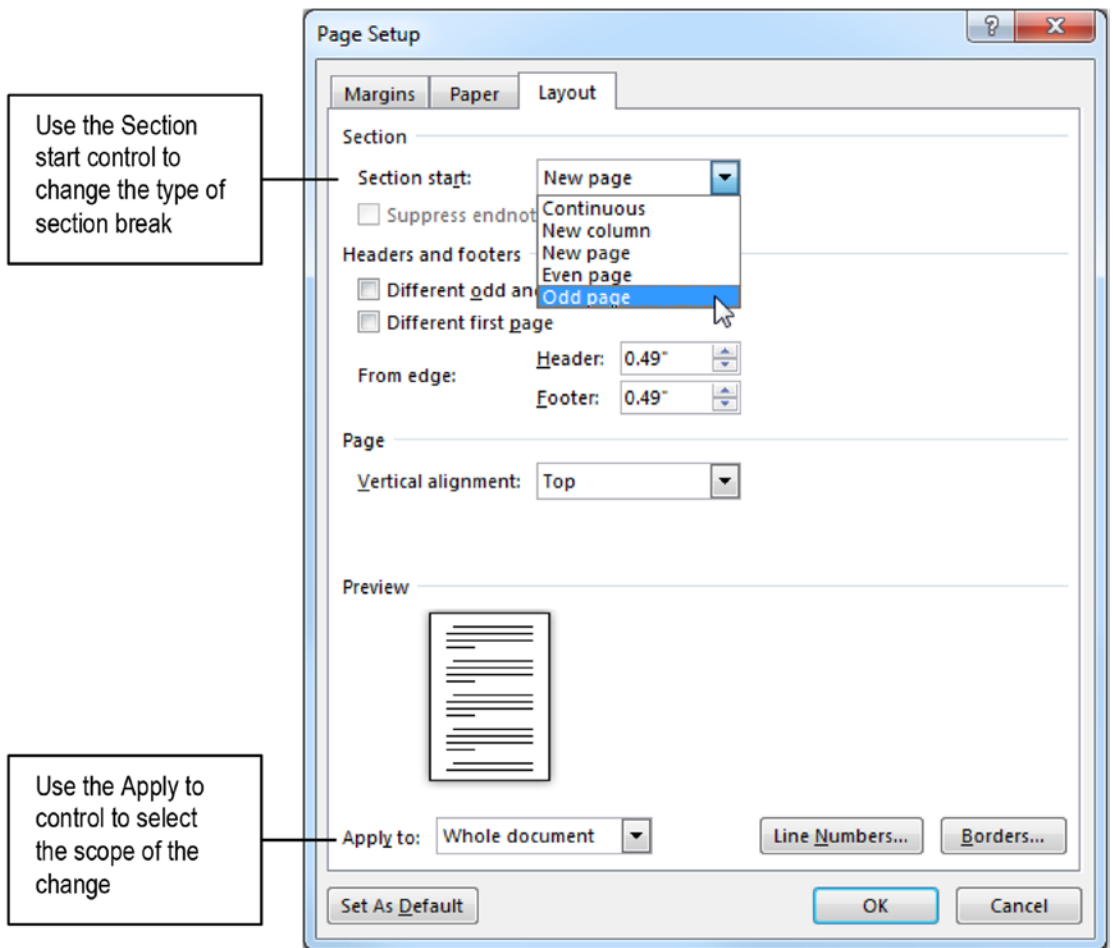 Page Setup
Margins Paper Layout
Use the Section
start control to
change the type of
section break
Section
Section start: New page
Continuous
New column
New page
Even page
Odd page
Suppress endnot
Headers and footers
Different odd an
Different first page
From edge:
Header: 0.49"
Footer: 0.49"
Page
Vertical alignment: Top
Preview
Use the Apply to
control to select
the scope of the
change
Apply to: Whole document
Line Numbers... Borders...
Set As Default OK Cancel